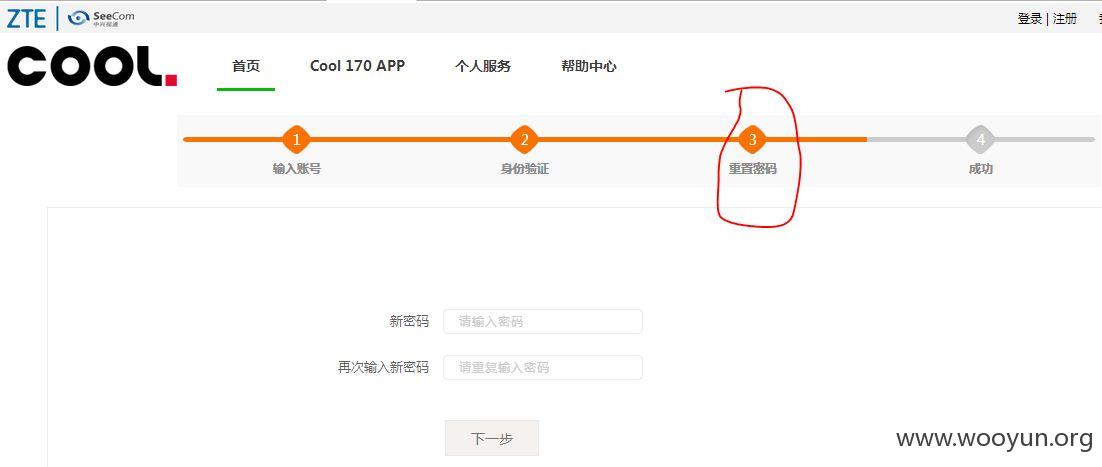 ZTE SeeCom
中兴视通
登录 | 注册
COOL.
首页 Cool 170 APP 个人服务 帮助中心
1 2 3 4
输入账号 身份验证 重置密码 成功
新密码 请输入密码
再次输入新密码 请重复输入密码
下一步
www.wooyun.org